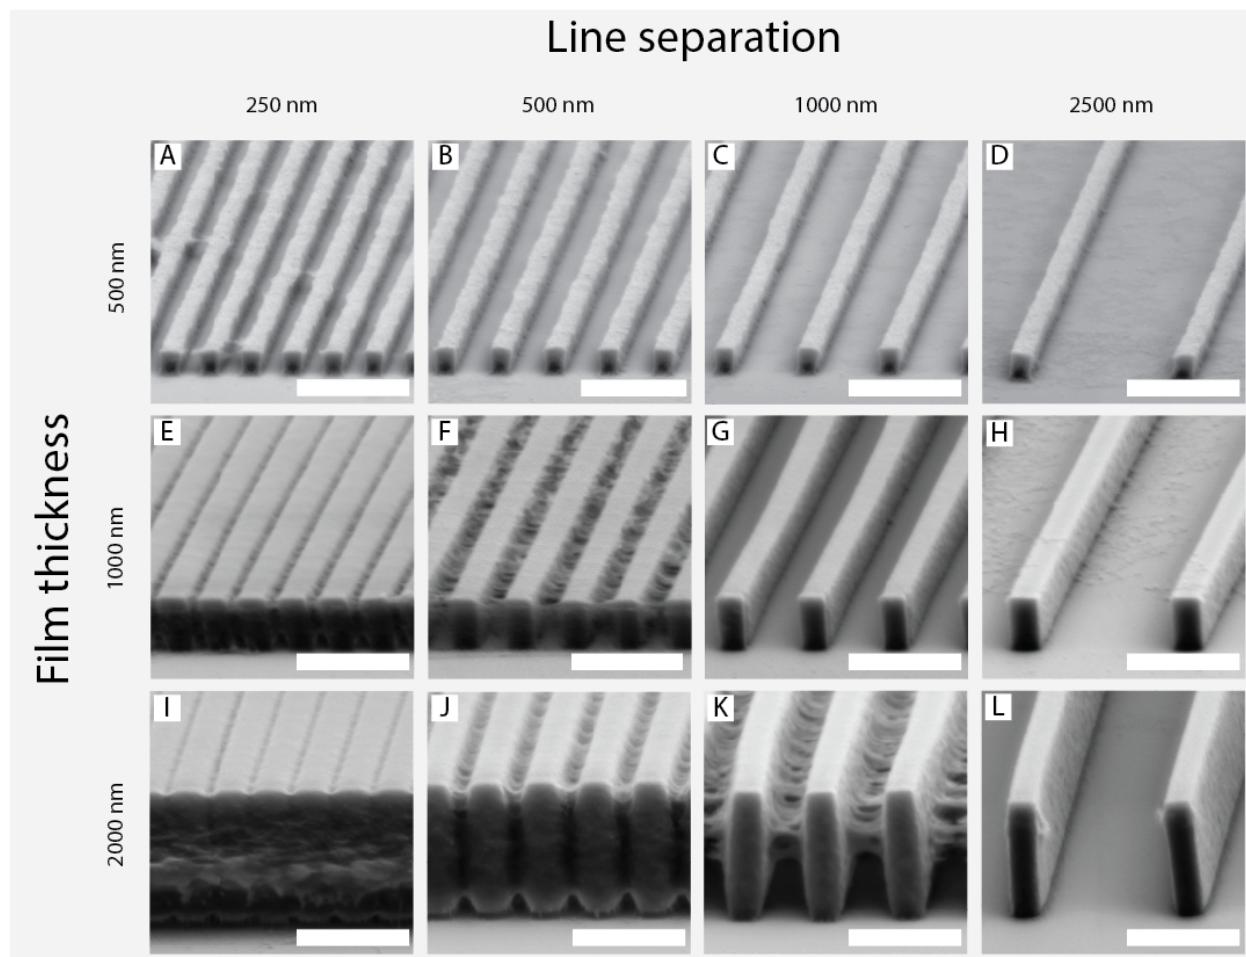 Line separation
250 nm 500 nm 1000 nm 2500 nm
Film thickness
500 nm
A B C D
1000 nm
E F G H
2000 nm
I J K L